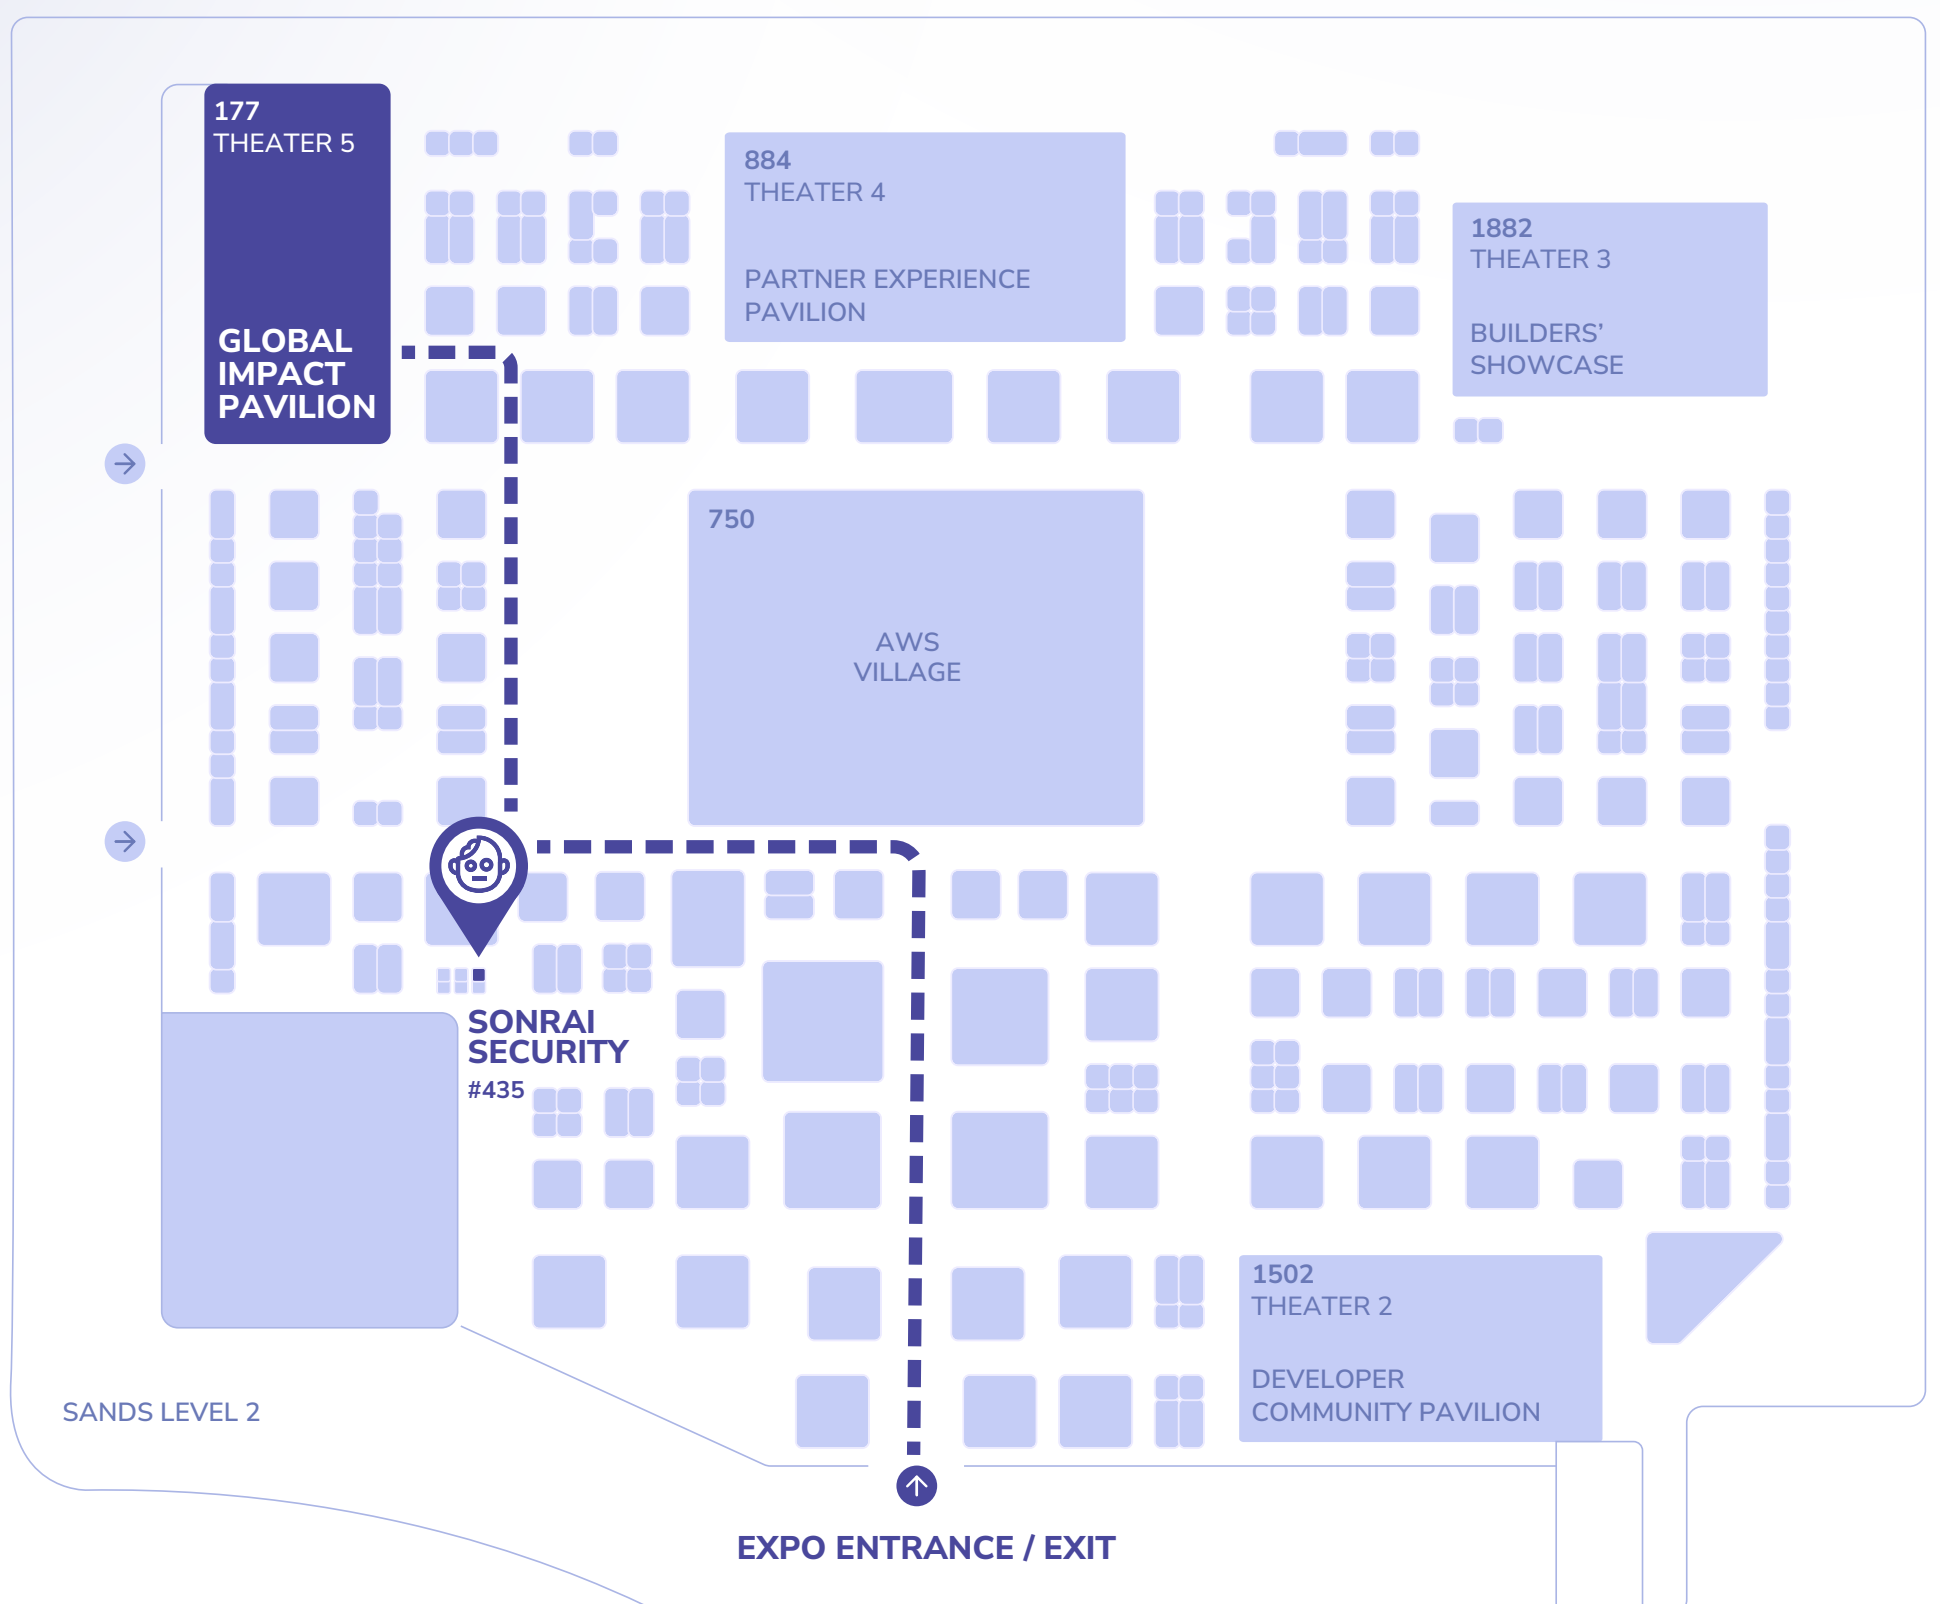 177
THEATER 5
GLOBAL
IMPACT
PAVILION
884
THEATER 4
PARTNER EXPERIENCE
PAVILION
1882
THEATER 3
BUILDERS’
SHOWCASE
750
AWS
VILLAGE
SONRAI
SECURITY
#435
1502
THEATER 2
DEVELOPER
COMMUNITY PAVILION
SANDS LEVEL 2
EXPO ENTRANCE / EXIT